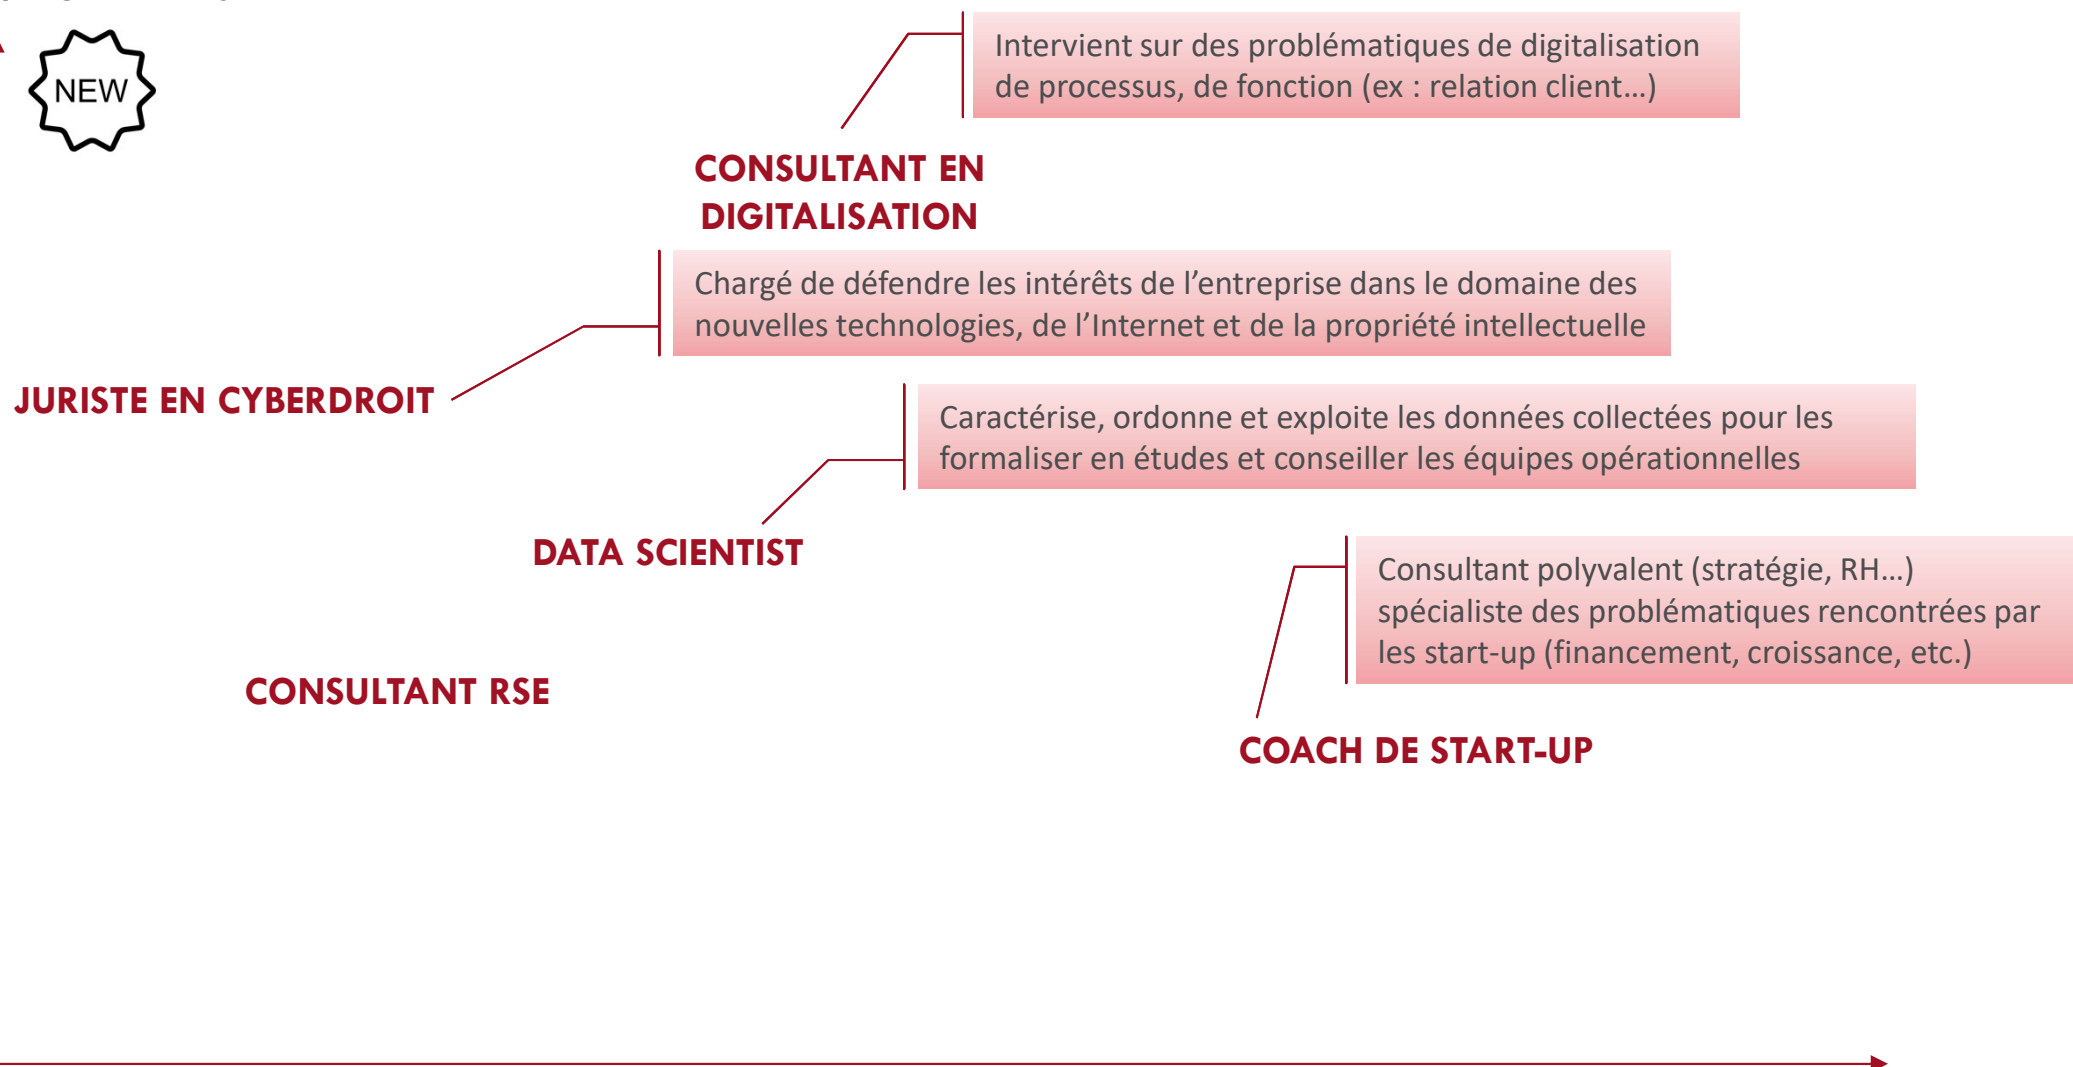 NEW
Intervient sur des problématiques de digitalisation
de processus, de fonction (ex : relation client…)
CONSULTANT EN
DIGITALISATION
Chargé de défendre les intérêts de l’entreprise dans le domaine des
nouvelles technologies, de l’Internet et de la propriété intellectuelle
JURISTE EN CYBERDROIT
Caractérise, ordonne et exploite les données collectées pour les
formaliser en études et conseiller les équipes opérationnelles
DATA SCIENTIST
Consultant polyvalent (stratégie, RH…)
spécialiste des problématiques rencontrées par
les start-up (financement, croissance, etc.)
CONSULTANT RSE
COACH DE START-UP